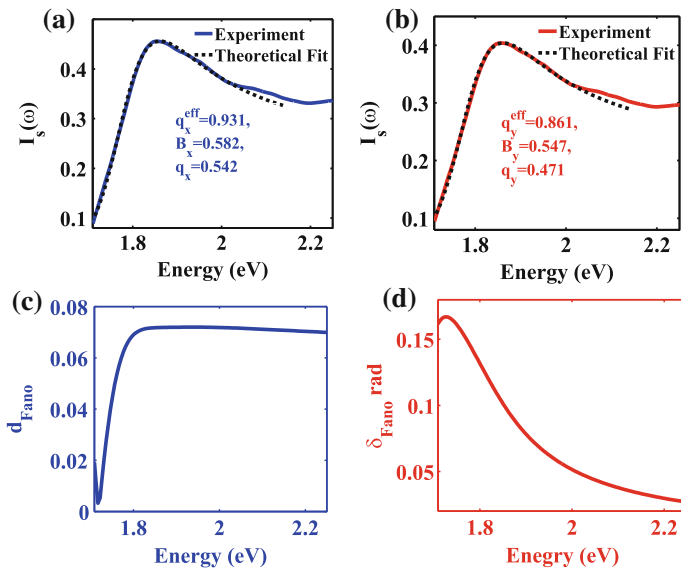 (a)
Experiment
Theoretical Fit
q_x^eff=0.931,
B_x=0.582,
q_x=0.542
I_s(ω)
0.4
0.3
0.2
0.1
1.8 2 2.2
Energy (eV)
(b)
Experiment
Theoretical Fit
q_y^eff=0.861,
B_y=0.547,
q_y=0.471
I_s(ω)
0.4
0.3
0.2
0.1
1.8 2 2.2
Energy (eV)
(c)
d_Fano
0.08
0.06
0.04
0.02
0
1.8 2 2.2
Energy (eV)
(d)
δ_Fano rad
0.15
0.1
0.05
1.8 2 2.2
Enegry (eV)